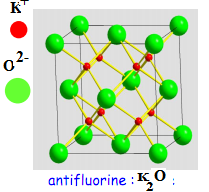 K+
O2-
antifluorine : K2O :